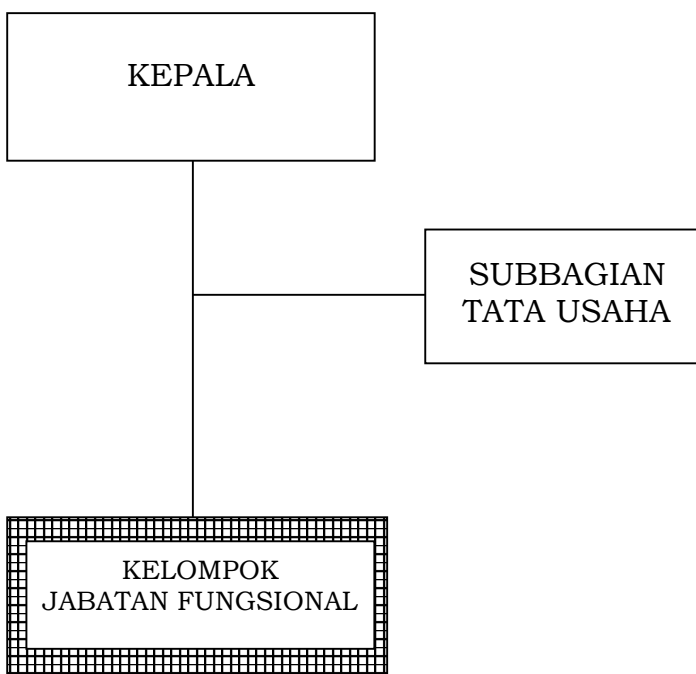 KEPALA
SUBBAGIAN
TATA USAHA
KELOMPOK
JABATAN FUNGSIONAL